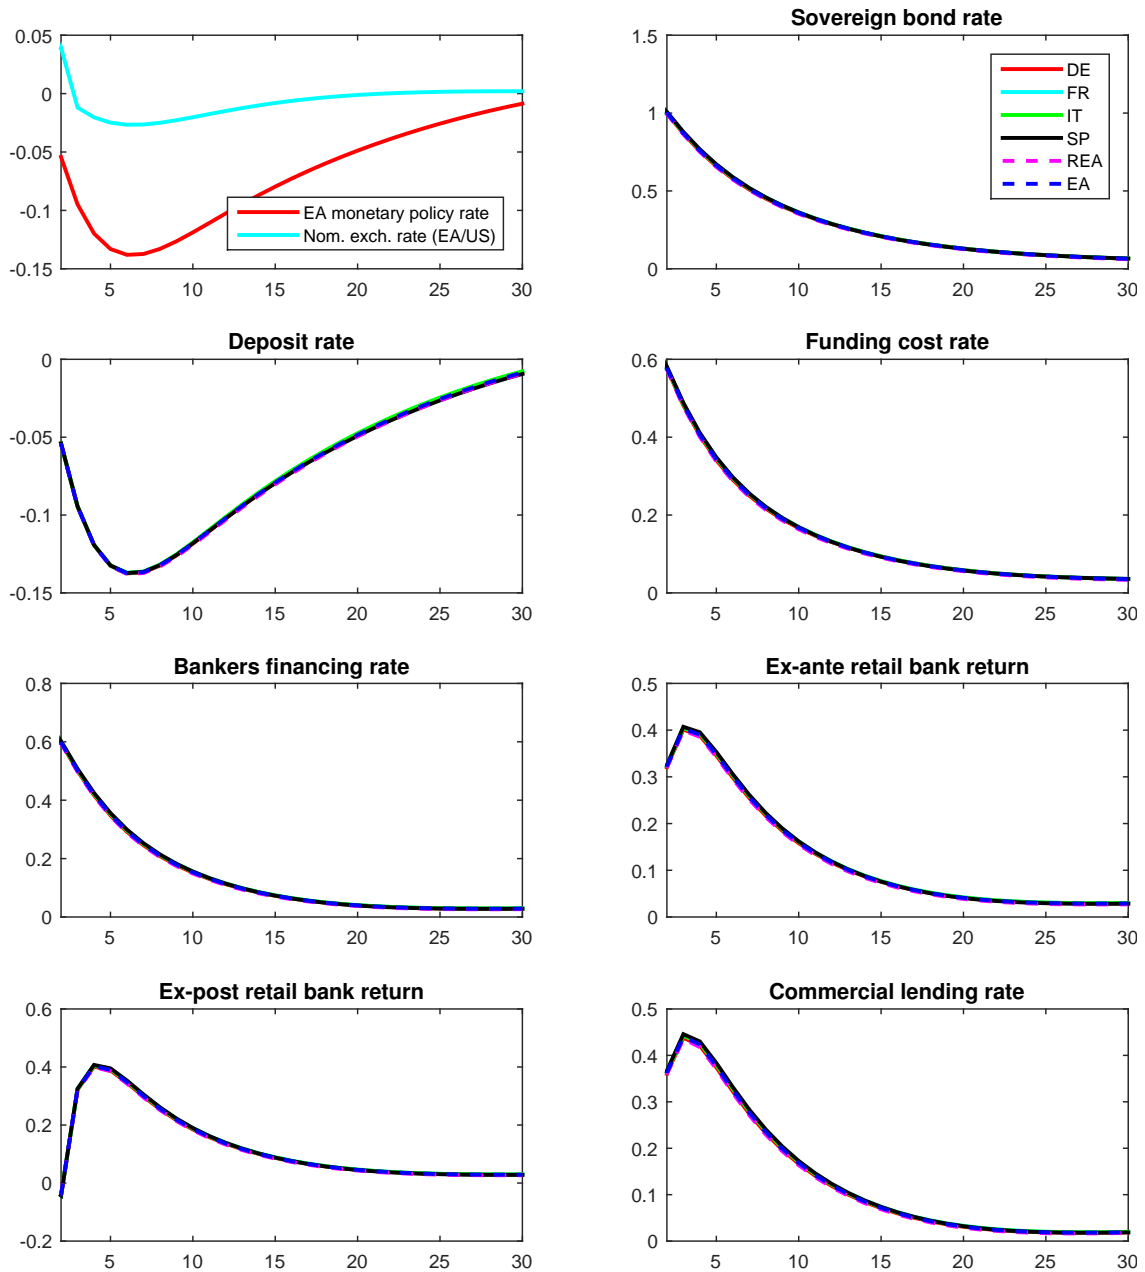 0.05
0
-0.05
-0.1
-0.15
5 10 15 20 25 30
EA monetary policy rate
Nom. exch. rate (EA/US)
Sovereign bond rate
1.5
1
0.5
0
5 10 15 20 25 30
DE
FR
IT
SP
REA
EA
Deposit rate
0
-0.05
-0.1
-0.15
5 10 15 20 25 30
Funding cost rate
0.6
0.4
0.2
0
5 10 15 20 25 30
Bankers financing rate
0.8
0.6
0.4
0.2
0
5 10 15 20 25 30
Ex-ante retail bank return
0.5
0.4
0.3
0.2
0.1
0
5 10 15 20 25 30
Ex-post retail bank return
0.6
0.4
0.2
0
-0.2
5 10 15 20 25 30
Commercial lending rate
0.5
0.4
0.3
0.2
0.1
0
5 10 15 20 25 30